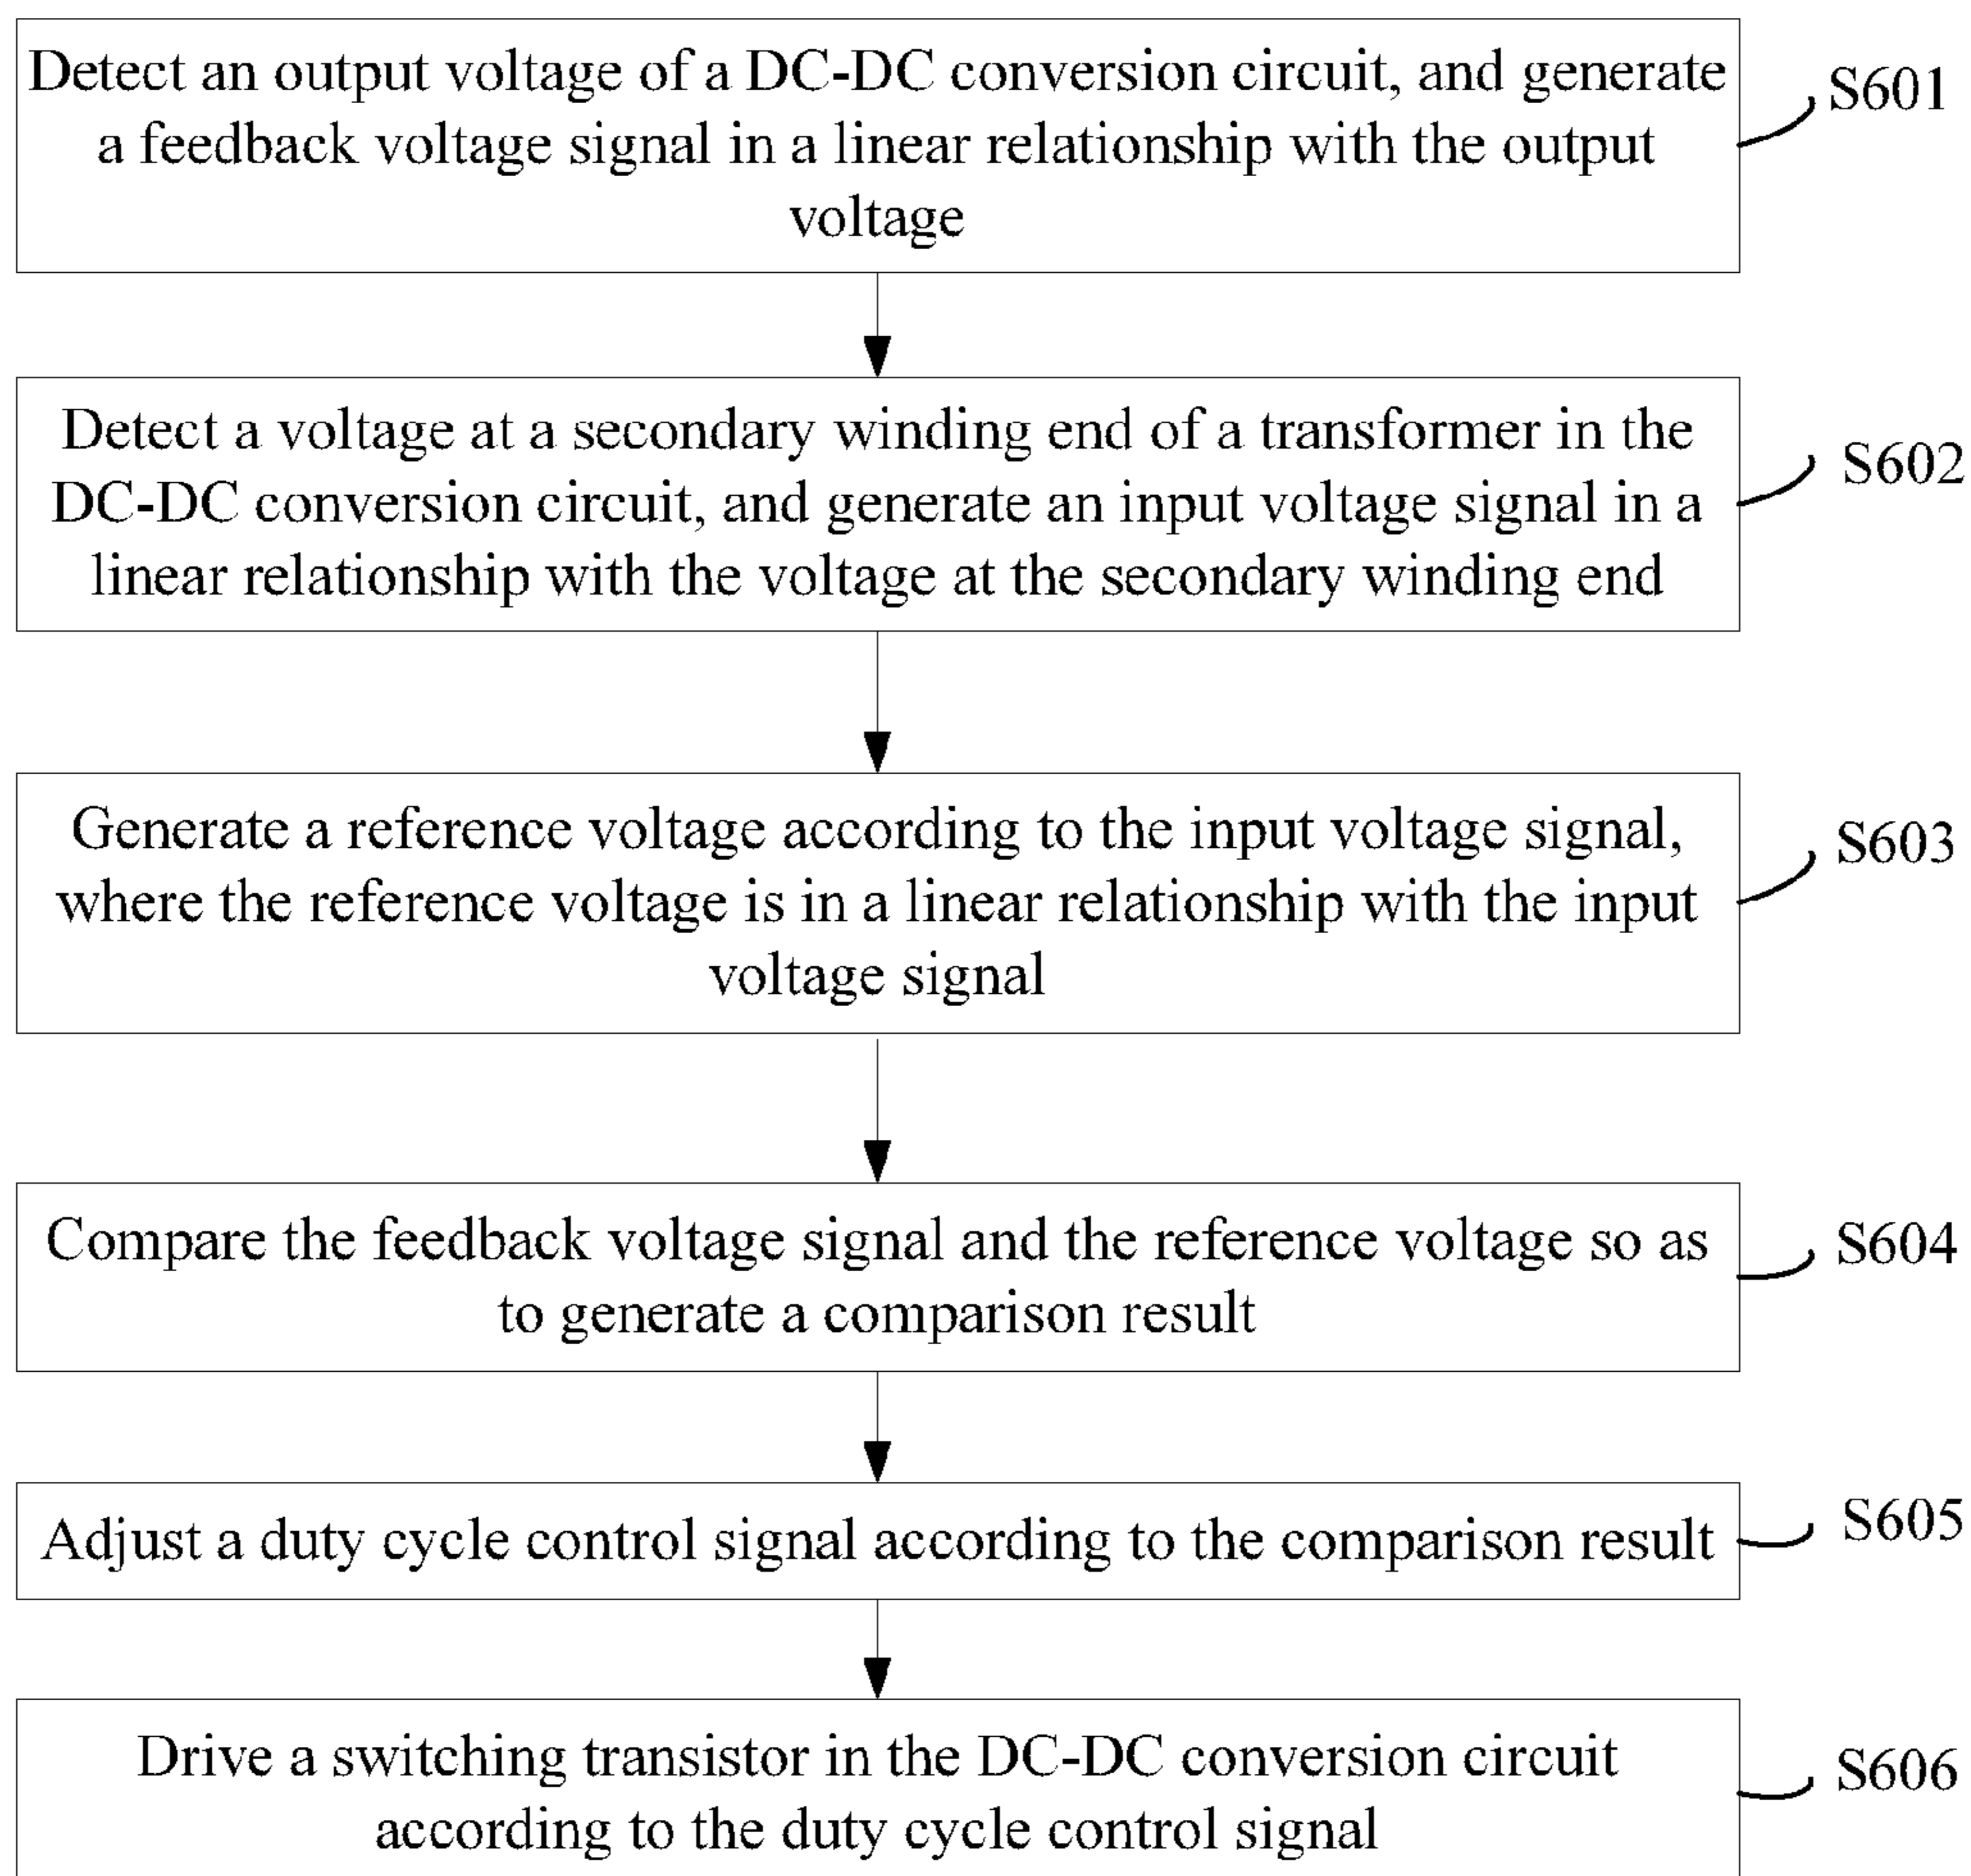 Detect an output voltage of a DC-DC conversion circuit, and generate
a feedback voltage signal in a linear relationship with the output
voltage
S601
Detect a voltage at a secondary winding end of a transformer in the
DC-DC conversion circuit, and generate an input voltage signal in a
linear relationship with the voltage at the secondary winding end
S602
Generate a reference voltage according to the input voltage signal,
where the reference voltage is in a linear relationship with the input
voltage signal
S603
Compare the feedback voltage signal and the reference voltage so as
to generate a comparison result
S604
Adjust a duty cycle control signal according to the comparison result
S605
Drive a switching transistor in the DC-DC conversion circuit
according to the duty cycle control signal
S606